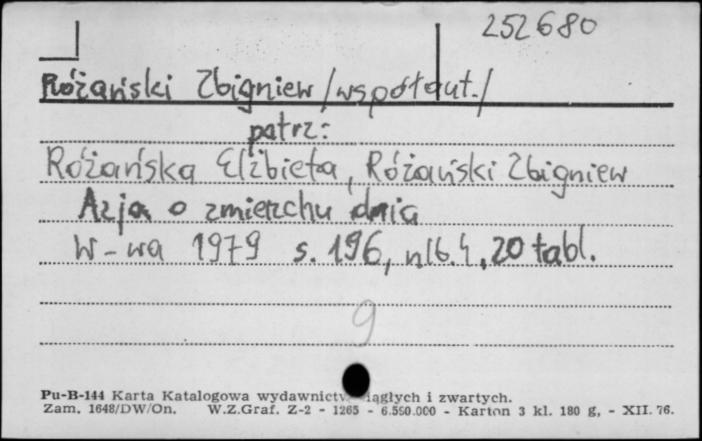 252680
Różański Zbigniew /współaut./
patrz:
Różańska Elżbieta, Różański Zbigniew
Azja o zmierzchu dnia
W-wa 1979 s. 196, nlb. 4, 20 tabl.
9
Pu-B-144 Karta Katalogowa wydawnictw iągłych i zwartych.
Zam. 1648/DW/On. W.Z.Graf. Z-2 - 1265 - 6.550.000 - Karton 3 kl. 180 g, - XII. 76.